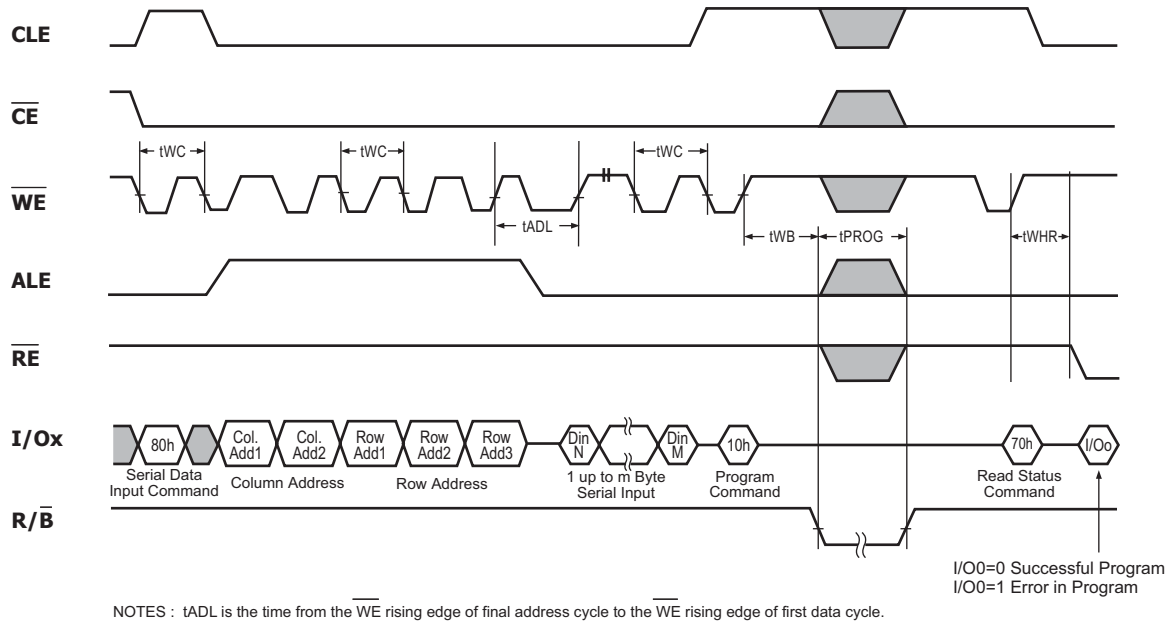 CLE
CE
tWC
tWC
tWC
WE
tADL
tWB
tPROG
tWHR
ALE
RE
I/Ox
80h
Col. Add1
Col. Add2
Row Add1
Row Add2
Row Add3
Din N
Din M
10h
70h
I/Oo
Serial Data Input Command
Column Address
Row Address
1 up to m Byte Serial Input
Program Command
Read Status Command
R/B
I/O0=0 Successful Program
I/O0=1 Error in Program
NOTES : tADL is the time from the WE rising edge of final address cycle to the WE rising edge of first data cycle.